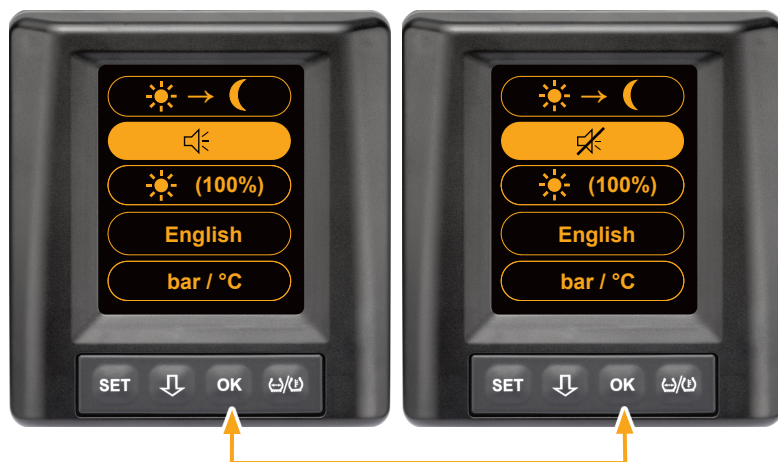 (100%)
English
bar / °C
SET
OK
(100%)
English
bar / °C
SET
OK